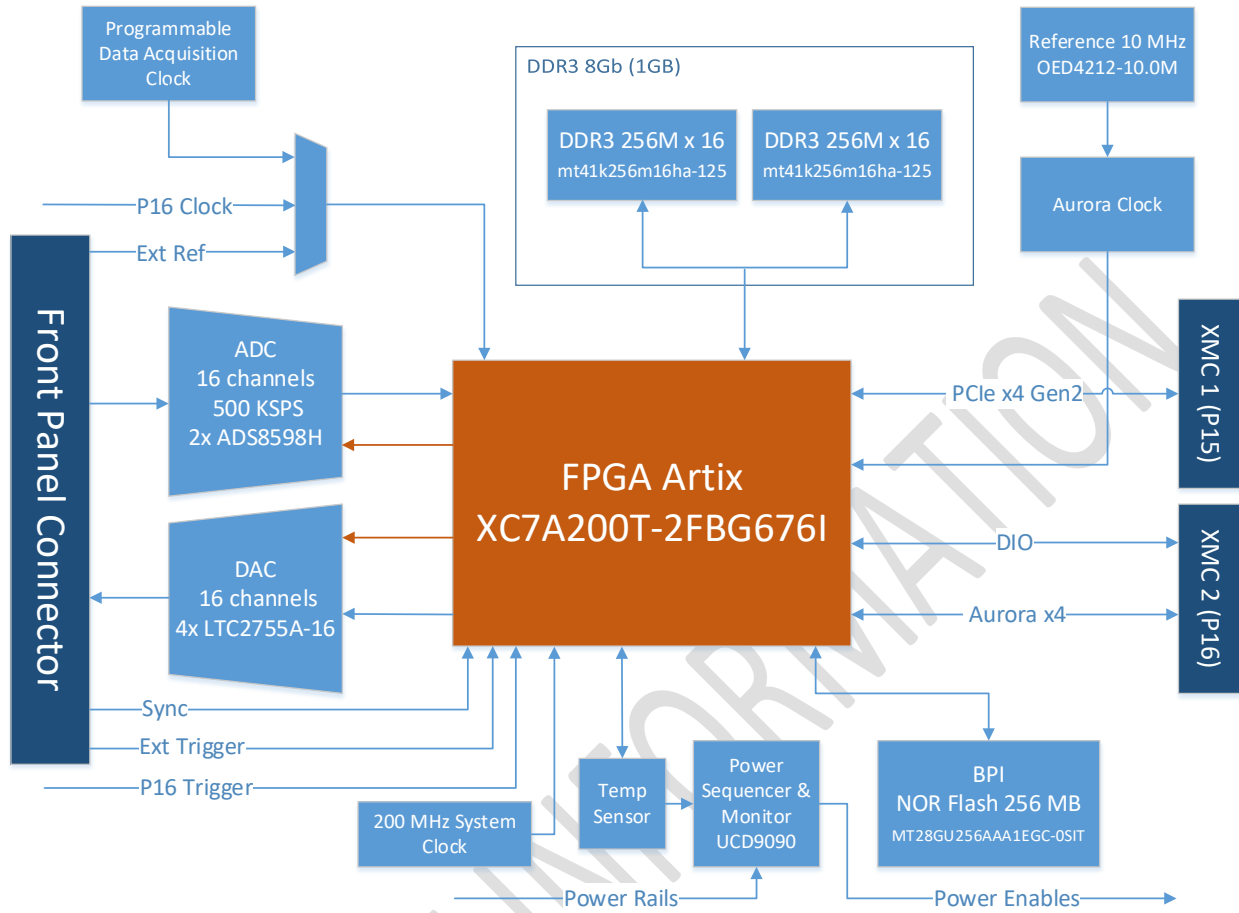 Programmable
Data Acquisition
Clock
DDR3 8Gb (1GB)
Reference 10 MHz
OED4212-10.0M
DDR3 256M x 16
mt41k256m16ha-125
DDR3 256M x 16
mt41k256m16ha-125
P16 Clock
Aurora Clock
Ext Ref
Front Panel Connector
ADC
16 channels
500 KSPS
2x ADS8598H
XMC 1 (P15)
PCIe x4 Gen2
FPGA Artix
XC7A200T-2FBG676I
DAC
16 channels
4x LTC2755A-16
DIO
Aurora x4
XMC 2 (P16)
Sync
Ext Trigger
P16 Trigger
200 MHz System
Clock
Temp
Sensor
Power
Sequencer &
Monitor
UCD9090
BPI
NOR Flash 256 MB
MT28GU256AAA1EGC-0SIT
Power Rails
Power Enables
INFORMATION